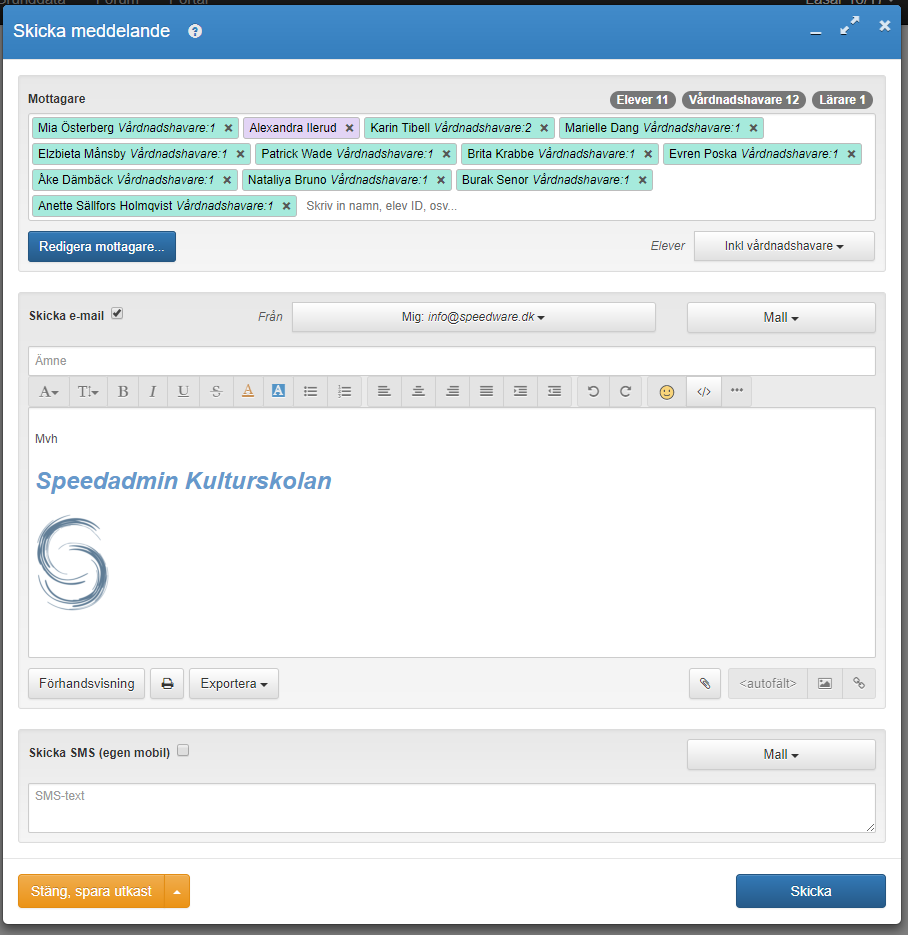 Skicka meddelande ?
Mottagare Elever 11 Vårdnadshavare 12 Lärare 1
Mia Österberg Vårdnadshavare:1 × Alexandra Ilerud × Karin Tibell Vårdnadshavare:2 × Marielle Dang Vårdnadshavare:1 ×
Elzbieta Månsby Vårdnadshavare:1 × Patrick Wade Vårdnadshavare:1 × Brita Krabbe Vårdnadshavare:1 × Evren Poska Vårdnadshavare:1 ×
Åke Dämbäck Vårdnadshavare:1 × Nataliya Bruno Vårdnadshavare:1 × Burak Senor Vårdnadshavare:1 ×
Anette Sällfors Holmqvist Vårdnadshavare:1 × Skriv in namn, elev ID, osv...
Redigera mottagare... Elever Inkl vårdnadshavare
Skicka e-mail Från Mig: info@speedware.dk Mall
Ämne
A T! B I U S A A </> •••
Mvh
Speedadmin Kulturskolan
Förhandsvisning Exportera <autofält>
Skicka SMS (egen mobil) Mall
SMS-text
Stäng, spara utkast Skicka